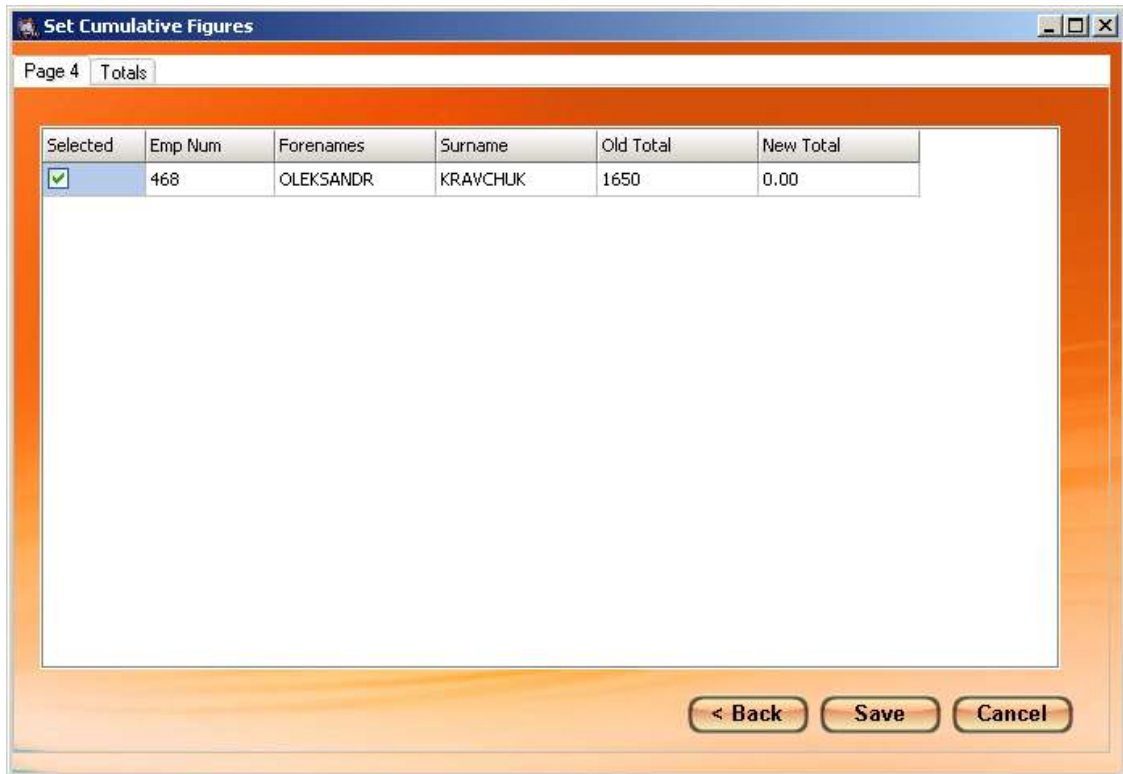 Set Cumulative Figures
Page 4 Totals
Selected Emp Num Forenames Surname Old Total New Total
468 OLEKSANDR KRAVCHUK 1650 0.00
< Back Save Cancel